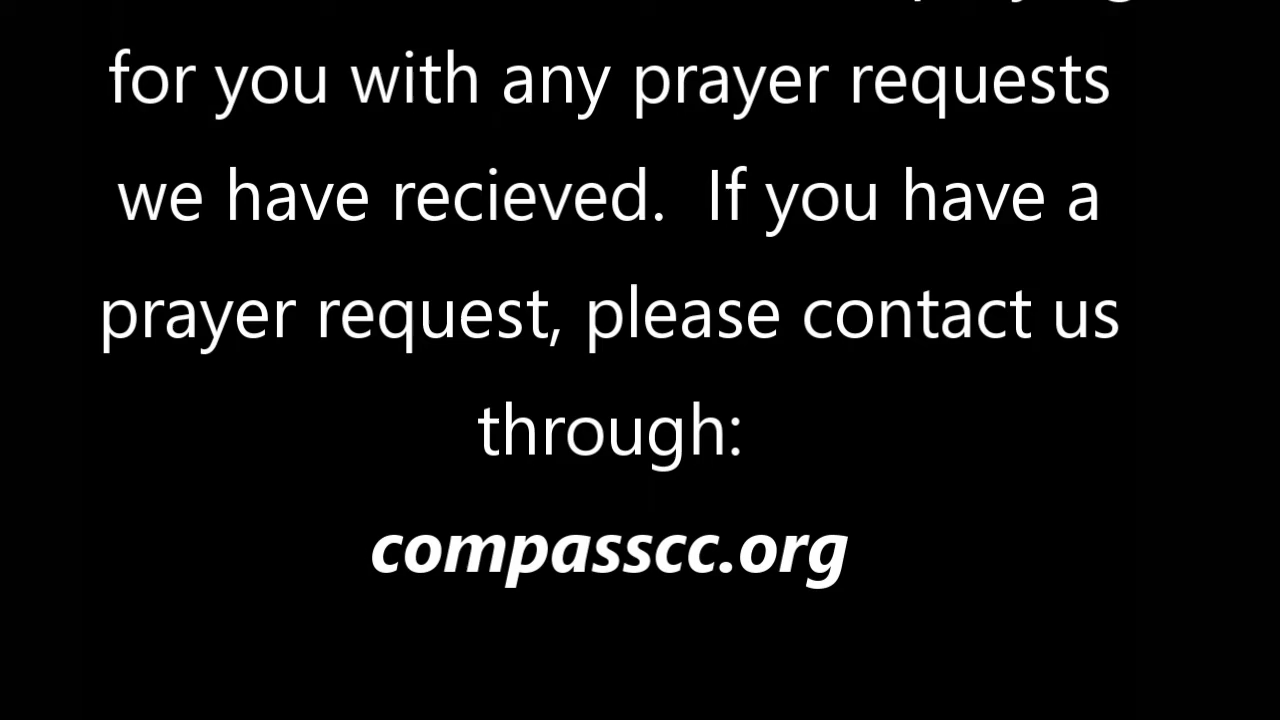 for you with any prayer requests
we have recieved.  If you have a
prayer request, please contact us
through:
compasscc.org